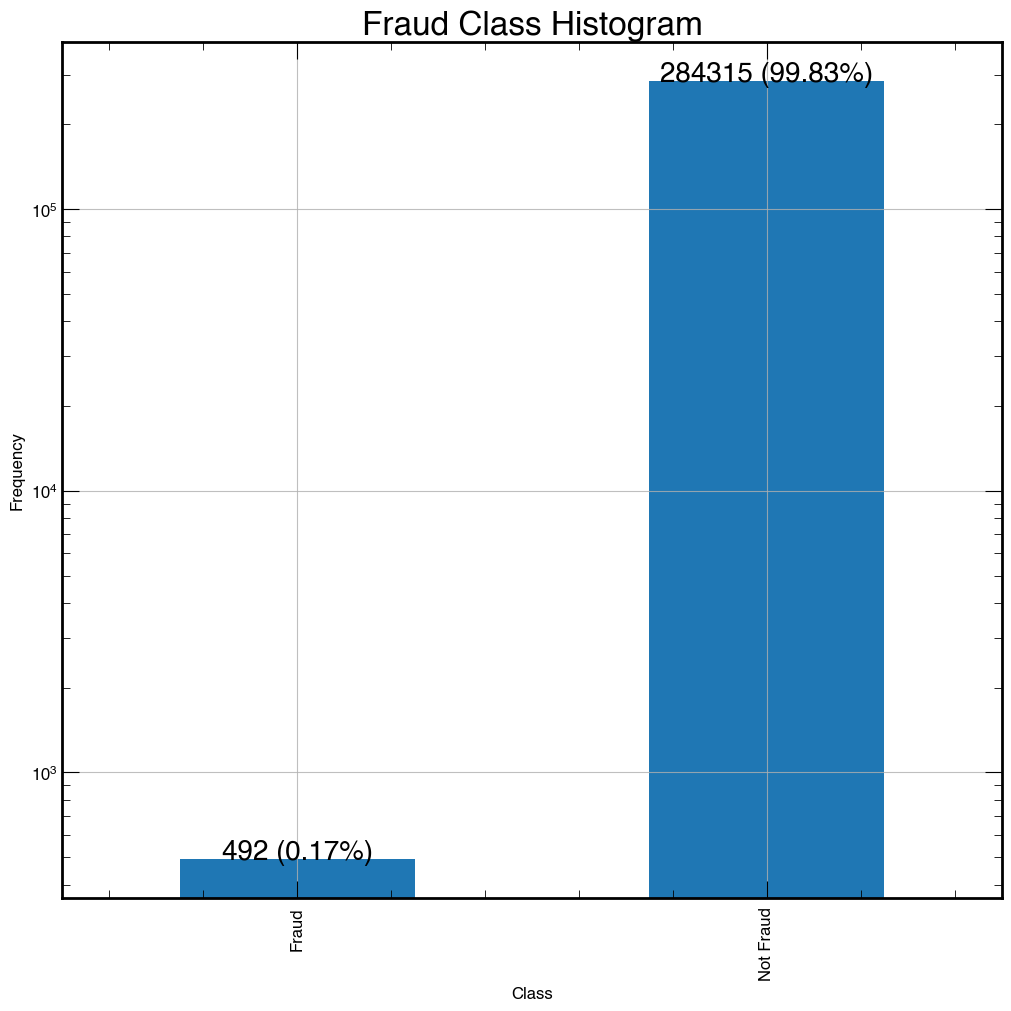 Fraud Class Histogram
284315 (99.83%)
10⁵
10⁴
10³
492 (0.17%)
Frequency
Fraud
Not Fraud
Class